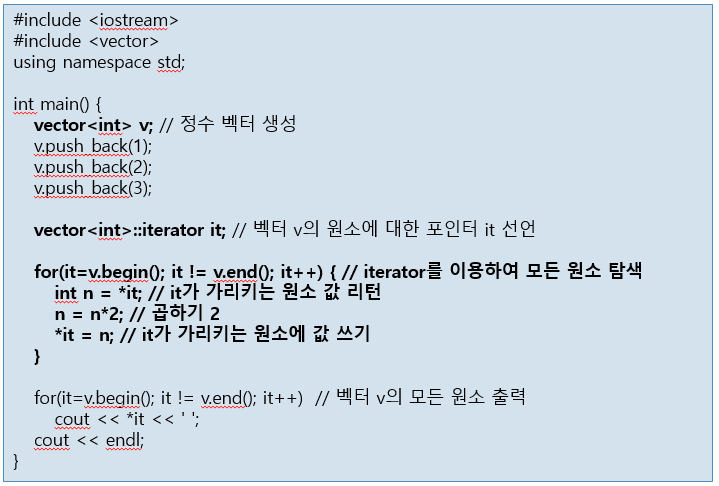 #include <iostream>
#include <vector>
using namespace std;
int main() {
vector<int> v; // 정수 벡터 생성
v.push_back(1);
v.push_back(2);
v.push_back(3);
vector<int>::iterator it; // 벡터 v의 원소에 대한 포인터 it 선언
for(it=v.begin(); it != v.end(); it++) { // iterator를 이용하여 모든 원소 탐색
int n = *it; // it가 가리키는 원소 값 리턴
n = n*2; // 곱하기 2
*it = n; // it가 가리키는 원소에 값 쓰기
}
for(it=v.begin(); it != v.end(); it++) // 벡터 v의 모든 원소 출력
cout << *it << ' ';
cout << endl;
}